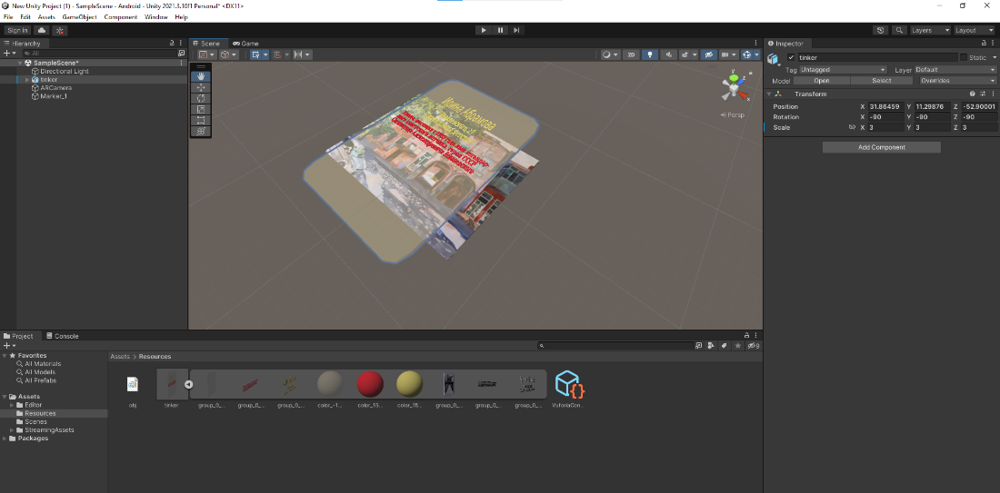 New Unity Project (1) - SampleScene - Android - Unity 2021.3.10f1 Personal* <DX11>
File Edit Assets GameObject Component Window Help
Sign in
Layers
Layout
Hierarchy
All
SampleScene*
Directional Light
tinker
ARCamera
Marker_1
Scene
Game
2D
y
x
Persp
Inspector
tinker
Static
Tag Untagged Layer Default
Model Open Select Overrides
Transform
Position X 31.86459 Y 11.29876 Z -52.90001
Rotation X -90 Y -90 Z -90
Scale X 3 Y 3 Z 3
Add Component
Project
Console
9
Favorites
All Materials
All Models
All Prefabs
Assets
Editor
Resources
Scenes
StreamingAssets
Packages
Assets > Resources
obj
tinker
group_0_...
group_0_...
group_0_...
color_-1...
color_15...
color_15...
group_0_...
group_0_...
group_0_...
VuforiaCon...